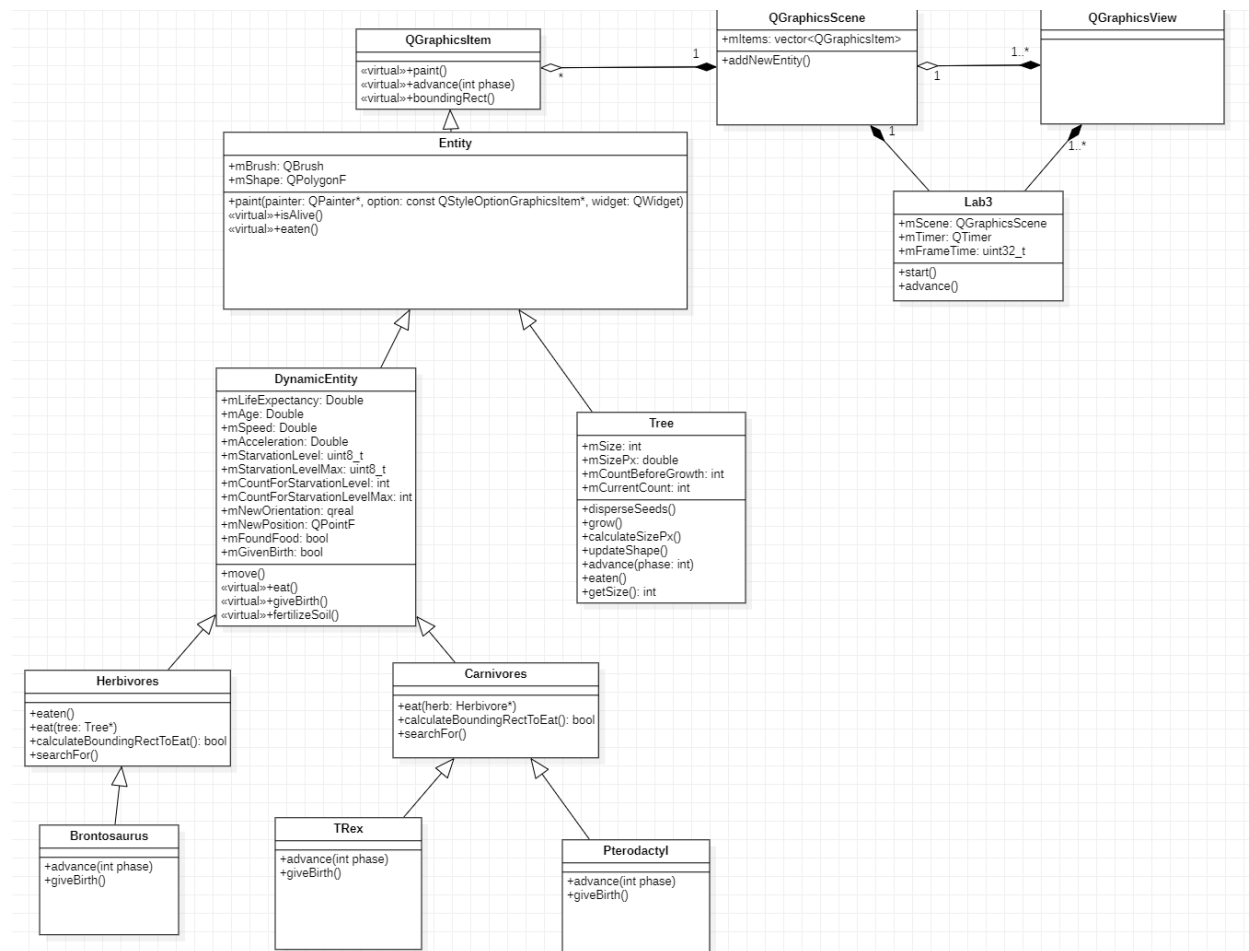 QGraphicsItem
«virtual»+paint()
«virtual»+advance(int phase)
«virtual»+boundingRect()
*
1
QGraphicsScene
+mItems: vector<QGraphicsItem>
+addNewEntity()
1
1..*
QGraphicsView
1
1..*
Entity
+mBrush: QBrush
+mShape: QPolygonF
+paint(painter: QPainter*, option: const QStyleOptionGraphicsItem*, widget: QWidget)
«virtual»+isAlive()
«virtual»+eaten()
Lab3
+mScene: QGraphicsScene
+mTimer: QTimer
+mFrameTime: uint32_t
+start()
+advance()
DynamicEntity
+mLifeExpectancy: Double
+mAge: Double
+mSpeed: Double
+mAcceleration: Double
+mStarvationLevel: uint8_t
+mStarvationLevelMax: uint8_t
+mCountForStarvationLevel: int
+mCountForStarvationLevelMax: int
+mNewOrientation: qreal
+mNewPosition: QPointF
+mFoundFood: bool
+mGivenBirth: bool
+move()
«virtual»+eat()
«virtual»+giveBirth()
«virtual»+fertilizeSoil()
Tree
+mSize: int
+mSizePx: double
+mCountBeforeGrowth: int
+mCurrentCount: int
+disperseSeeds()
+grow()
+calculateSizePx()
+updateShape()
+advance(phase: int)
+eaten()
+getSize(): int
Herbivores
+eaten()
+eat(tree: Tree*)
+calculateBoundingRectToEat(): bool
+searchFor()
Carnivores
+eat(herb: Herbivore*)
+calculateBoundingRectToEat(): bool
+searchFor()
Brontosaurus
+advance(int phase)
+giveBirth()
TRex
+advance(int phase)
+giveBirth()
Pterodactyl
+advance(int phase)
+giveBirth()